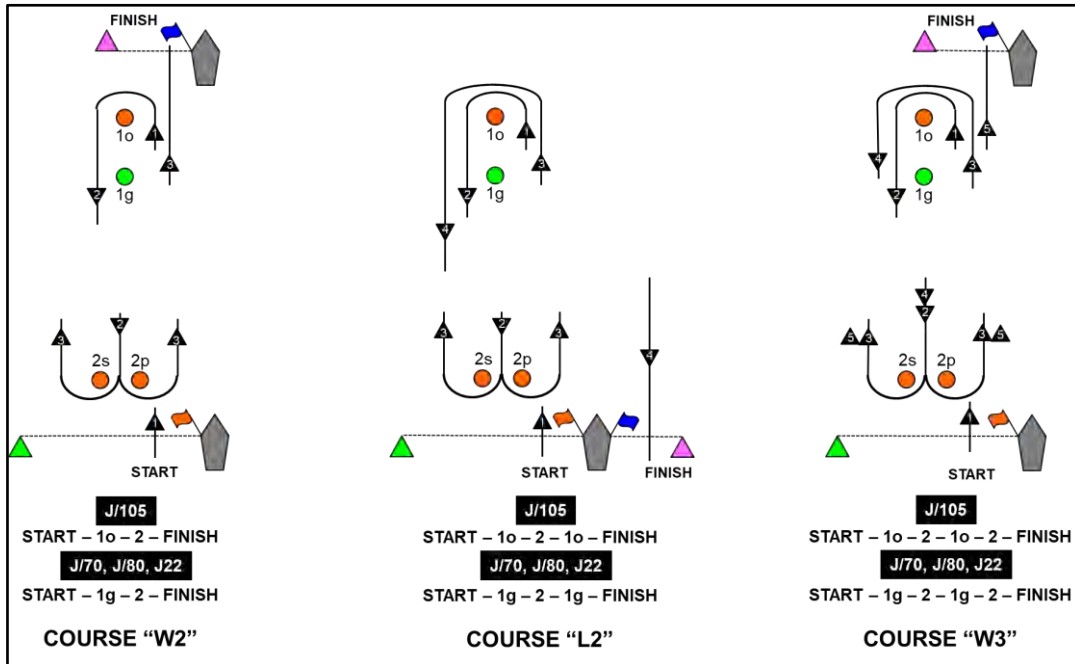 FINISH
1o
1
3
2
1g
3
2
3
2s 2p
1
START
J/105
START – 1o – 2 – FINISH
J/70, J/80, J22
START – 1g – 2 – FINISH
COURSE “W2”
1o
1
3
1g
2
4
3
2
3
4
2s 2p
1
START
FINISH
J/105
START – 1o – 2 – 1o – FINISH
J/70, J/80, J22
START – 1g – 2 – 1g – FINISH
COURSE “L2”
FINISH
1o
1
5
4
3
1g
2
4
2
5 3
3 5
2s 2p
1
START
J/105
START – 1o – 2 – 1o – 2 – FINISH
J/70, J/80, J22
START – 1g – 2 – 1g – 2 – FINISH
COURSE “W3”